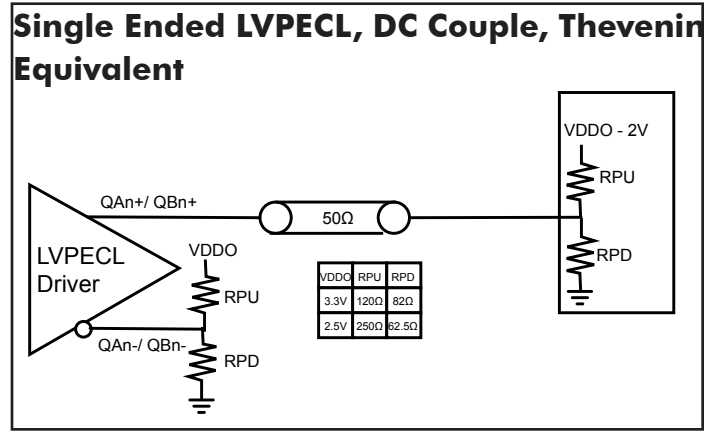 Single Ended LVPECL, DC Couple, Thevenin
Equivalent
VDDO - 2V
RPU
QAn+/ QBn+
50Ω
LVPECL
Driver
VDDO
RPD
VDDO RPU RPD
3.3V 120Ω 82Ω
2.5V 250Ω 62.5Ω
RPU
QAn-/ QBn-
RPD